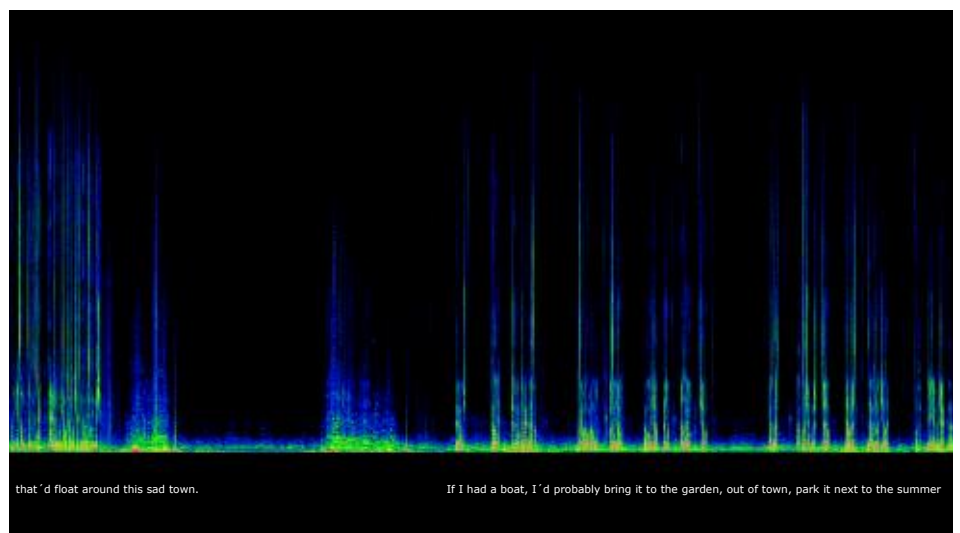 that´d float around this sad town.
If I had a boat, I´d probably bring it to the garden, out of town, park it next to the summer